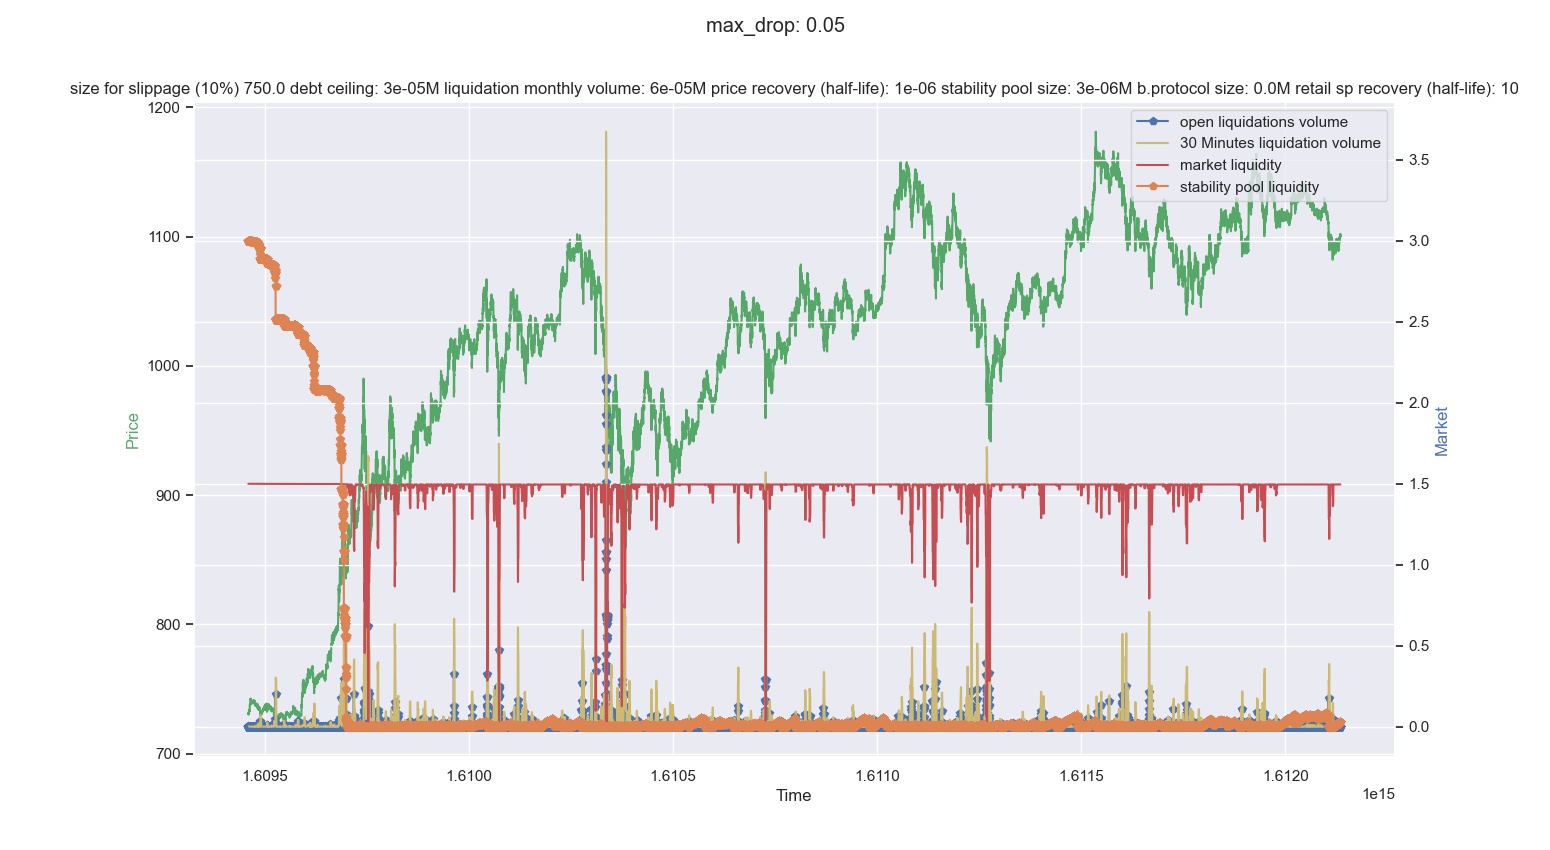 max_drop: 0.05
size for slippage (10%) 750.0 debt ceiling: 3e-05M liquidation monthly volume: 6e-05M price recovery (half-life): 1e-06 stability pool size: 3e-06M b.protocol size: 0.0M retail sp recovery (half-life): 10
open liquidations volume
30 Minutes liquidation volume
market liquidity
stability pool liquidity
1200
1100
1000
900
800
700
Price
3.5
3.0
2.5
2.0
1.5
1.0
0.5
0.0
Market
1.6095 1.6100 1.6105 1.6110 1.6115 1.6120
Time
1e15